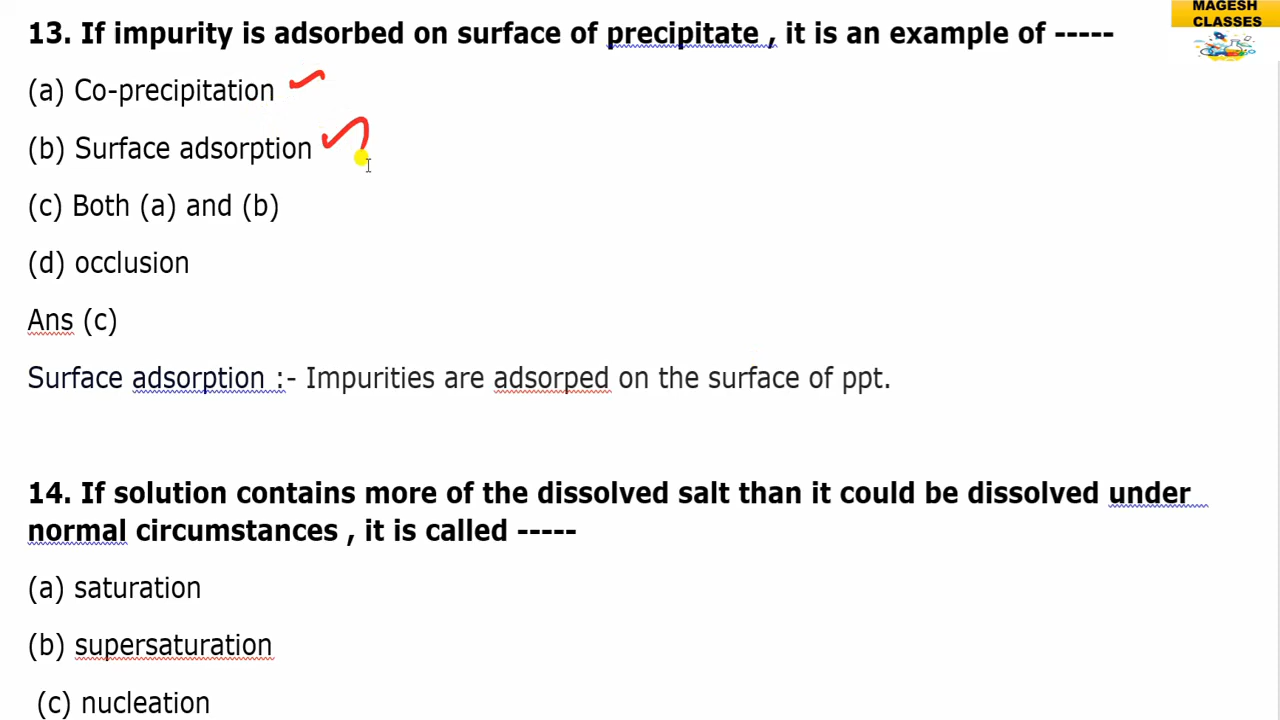 MAGESH
CLASSES
13. If impurity is adsorbed on surface of precipitate , it is an example of -----
(a) Co-precipitation
(b) Surface adsorption
(c) Both (a) and (b)
(d) occlusion
Ans (c)
Surface adsorption :- Impurities are adsorped on the surface of ppt.
14. If solution contains more of the dissolved salt than it could be dissolved under
normal circumstances , it is called -----
(a) saturation
(b) supersaturation
(c) nucleation